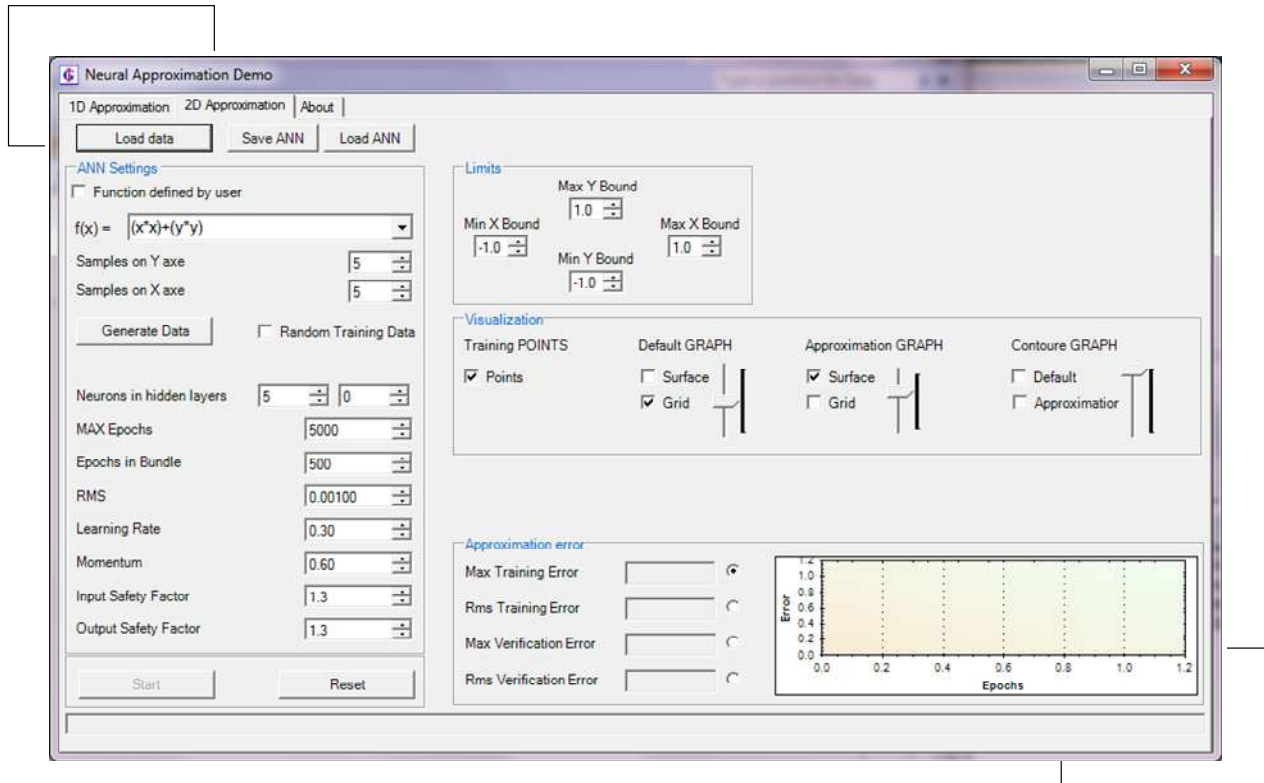 Neural Approximation Demo
1D Approximation 2D Approximation About
Load data Save ANN Load ANN
ANN Settings
Function defined by user
f(x) = (x*x)+(y*y)
Samples on Y axe 5
Samples on X axe 5
Generate Data Random Training Data
Neurons in hidden layers 5 0
MAX Epochs 5000
Epochs in Bundle 500
RMS 0.00100
Learning Rate 0.30
Momentum 0.60
Input Safety Factor 1.3
Output Safety Factor 1.3
Start Reset
Limits
Max Y Bound
1.0
Min X Bound Max X Bound
-1.0 1.0
Min Y Bound
-1.0
Visualization
Training POINTS Default GRAPH Approximation GRAPH Contoure GRAPH
Points Surface Surface Default
Grid Grid Approximatior
Approximation error
Max Training Error
Rms Training Error
Max Verification Error
Rms Verification Error
1.2
1.0
0.8
0.6
0.4
0.2
0.0
Error
0.0 0.2 0.4 0.6 0.8 1.0 1.2
Epochs